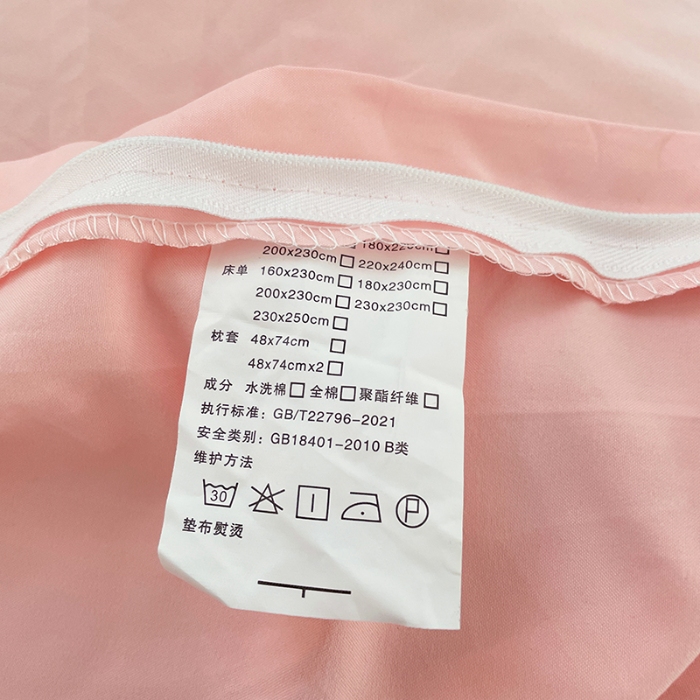 180x220cm□
200x230cm□ 220x240cm□
床单 160x230cm□ 180x230cm□
200x230cm□ 230x230cm□
230x250cm□
枕套 48x74cm □
48x74cmx2□
成分 水洗棉□ 全棉□ 聚酯纤维□
执行标准：GB/T22796-2021
安全类别：GB18401-2010 B类
维护方法
30 P
垫布熨烫